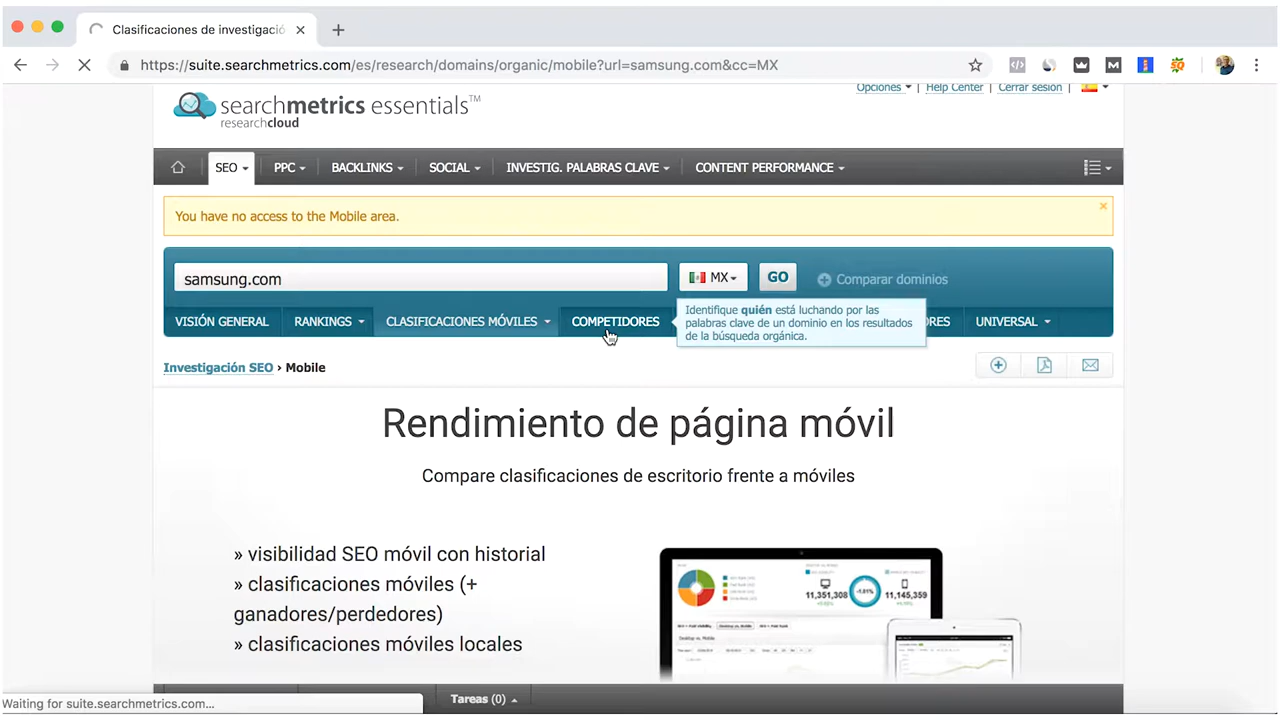 Clasificaciones de investigació
https://suite.searchmetrics.com/es/research/domains/organic/mobile?url=samsung.com&cc=MX
Opciones | Help Center | Cerrar sesión |
searchmetrics essentials™
researchcloud
SEO PPC BACKLINKS SOCIAL INVESTIG. PALABRAS CLAVE CONTENT PERFORMANCE
You have no access to the Mobile area.
samsung.com MX GO Comparar dominios
VISIÓN GENERAL RANKINGS CLASIFICACIONES MÓVILES COMPETIDORES ORES UNIVERSAL
Identifique quién está luchando por las
palabras clave de un dominio en los resultados
de la búsqueda orgánica.
Investigación SEO › Mobile
Rendimiento de página móvil
Compare clasificaciones de escritorio frente a móviles
» visibilidad SEO móvil con historial
» clasificaciones móviles (+
ganadores/perdedores)
» clasificaciones móviles locales
11,351,308 11,145,359
Tareas (0)
Waiting for suite.searchmetrics.com...